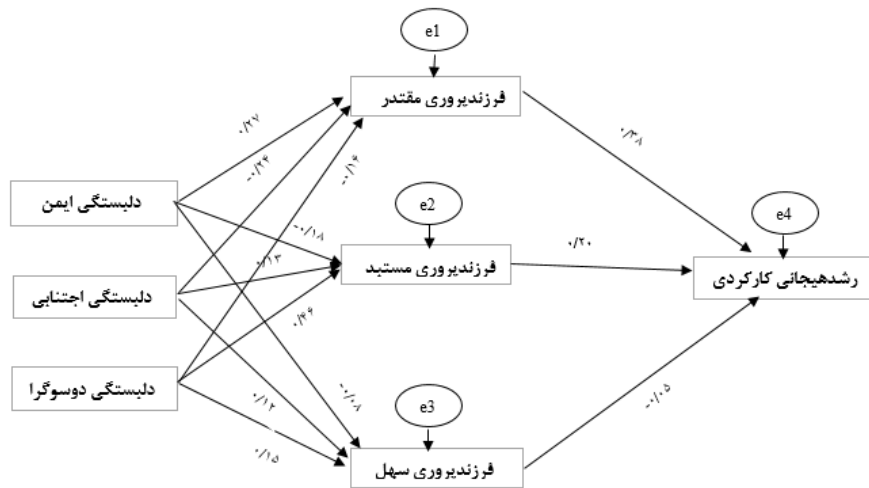 e1
فرزندپروری مقتدر
۰/۲۷
-۰/۲۴
-۰/۱۴
۰/۳۸
دلبستگی ایمن
e2
e4
-۰/۱۸
فرزندپروری مستبد
۰/۲۰
۰/۱۳
رشدهیجانی کارکردی
دلبستگی اجتنابی
۰/۴۶
دلبستگی دوسوگرا
e3
-۰/۰۸
۰/۱۲
-۰/۰۵
۰/۱۵
فرزندپروری سهل